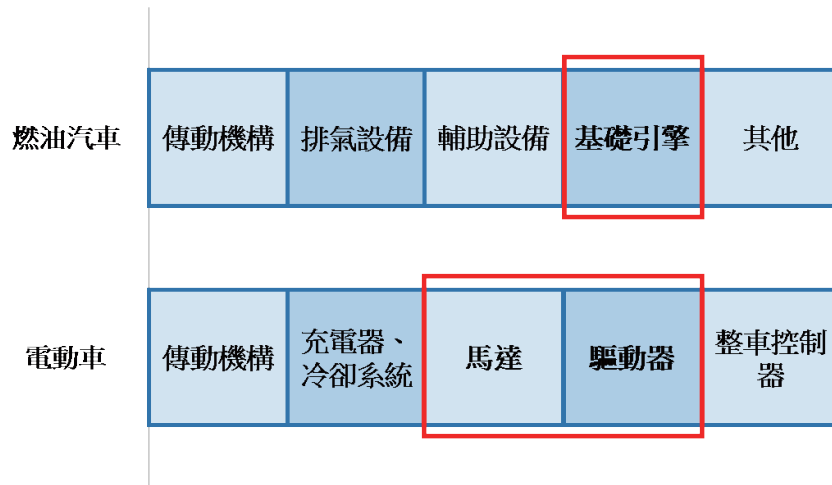 燃油汽車
傳動機構
排氣設備
輔助設備
基礎引擎
其他
電動車
傳動機構
充電器、
冷卻系統
馬達
驅動器
整車控制
器